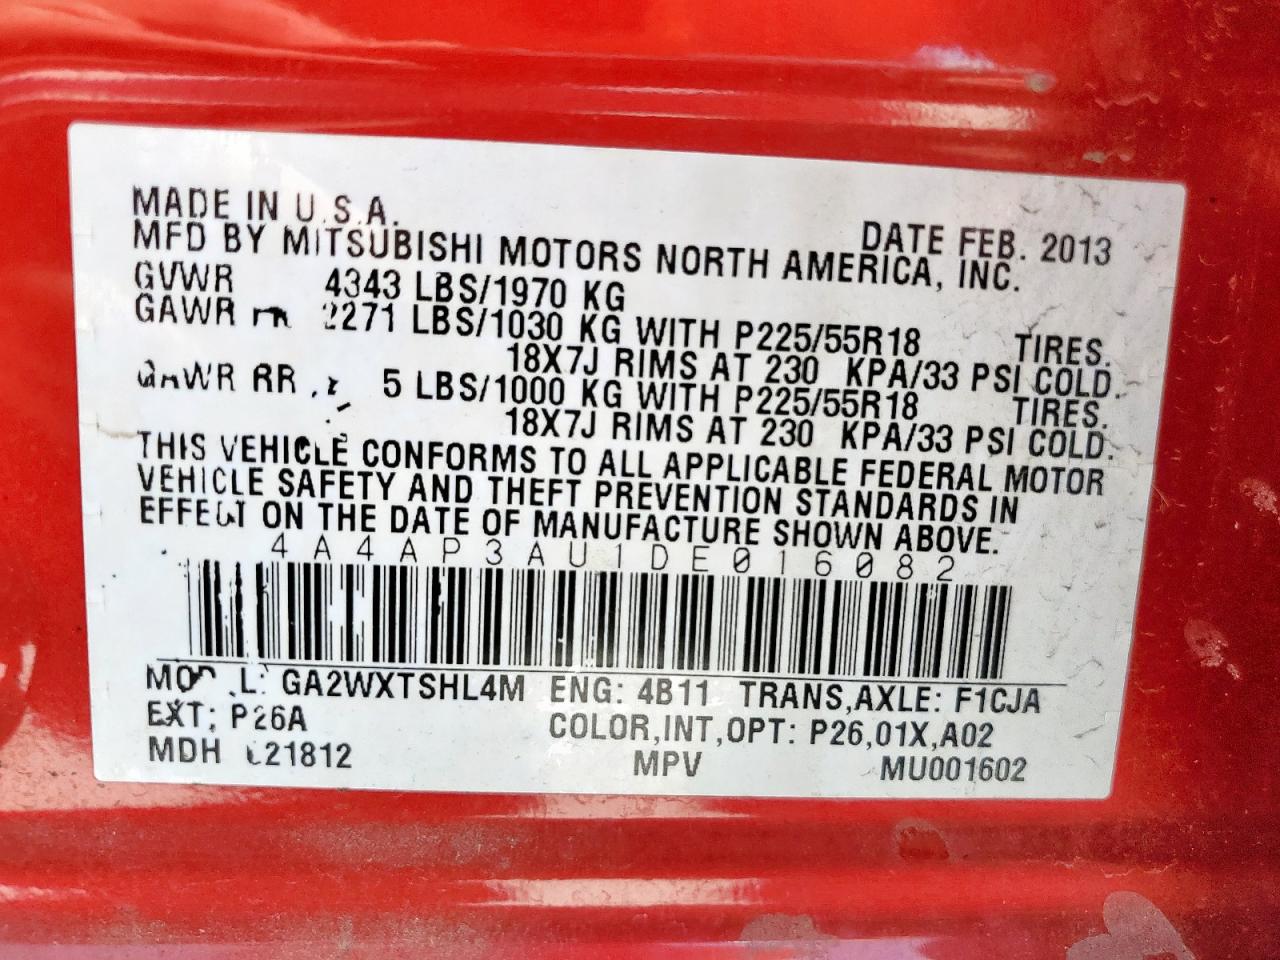 MADE IN U.S.A. DATE FEB. 2013
MFD BY MITSUBISHI MOTORS NORTH AMERICA, INC.
GVWR 4343 LBS/1970 KG
GAWR 2271 LBS/1030 KG WITH P225/55R18 TIRES.
18X7J RIMS AT 230 KPA/33 PSI COLD.
GAWR RR 5 LBS/1000 KG WITH P225/55R18 TIRES.
18X7J RIMS AT 230 KPA/33 PSI COLD.
THIS VEHICLE CONFORMS TO ALL APPLICABLE FEDERAL MOTOR
VEHICLE SAFETY AND THEFT PREVENTION STANDARDS IN
EFFECT ON THE DATE OF MANUFACTURE SHOWN ABOVE.
4A4AP3AU1DE016082
MODEL: GA2WXTSHL4M ENG: 4B11 TRANS,AXLE: F1CJA
EXT: P26A COLOR,INT,OPT: P26,01X,A02
MDH 21812 MPV MU001602